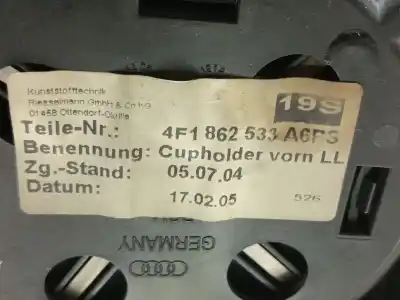 Kunststofftechnik
Riesselmann GmbH & Co KG
01458 Ottendorf-Okrilla
19S
Teile-Nr.: 4F1 862 533 A6PS
Benennung: Cupholder vorn LL
Zg.-Stand: 05.07.04
Datum: 17.02.05 526
GERMANY